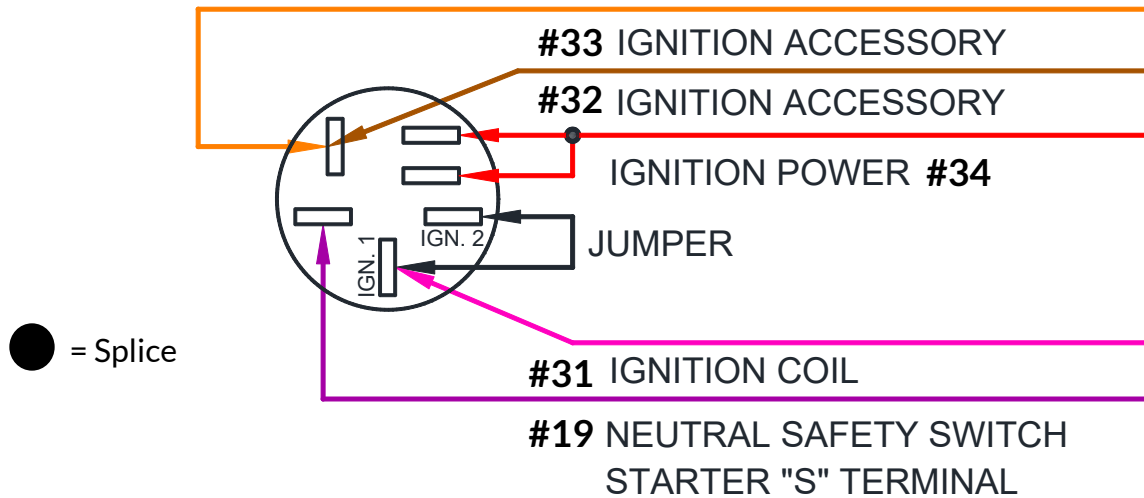 #33 IGNITION ACCESSORY
#32 IGNITION ACCESSORY
IGNITION POWER #34
IGN. 2
IGN. 1
JUMPER
= Splice
#31 IGNITION COIL
#19 NEUTRAL SAFETY SWITCH
STARTER "S" TERMINAL